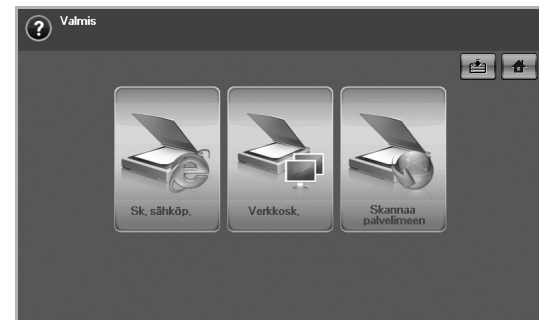 Valmis
Sk. sähköp.
Verkkosk.
Skannaa
palvelimeen